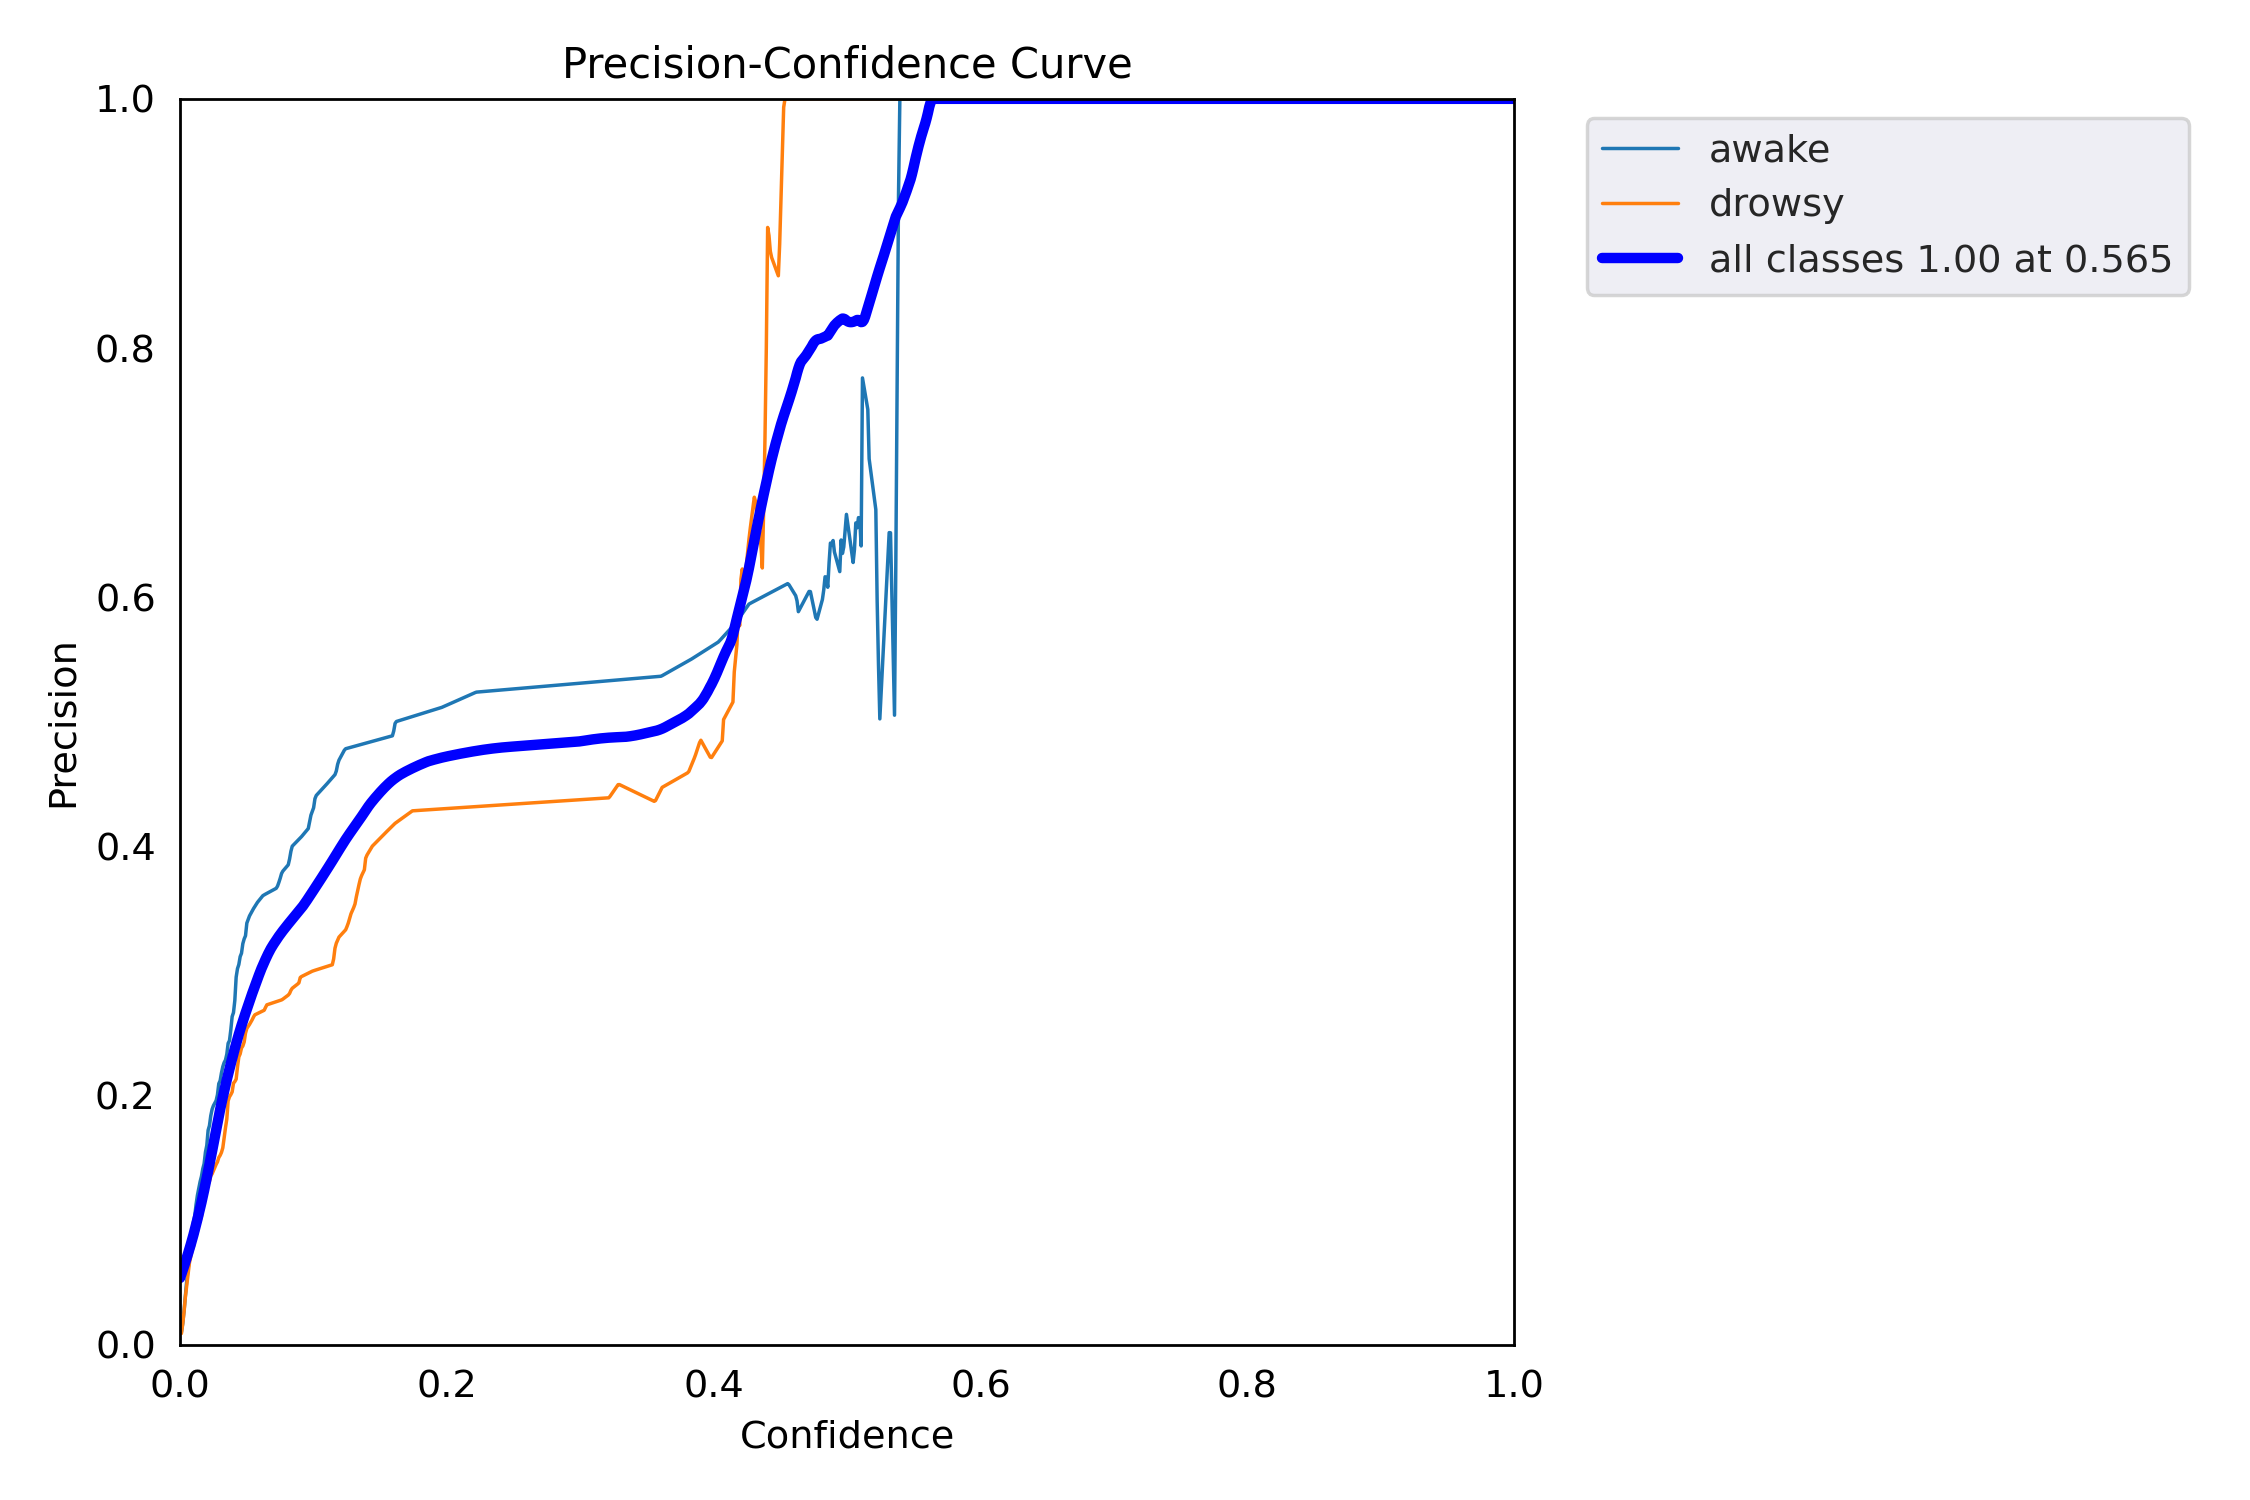 Precision-Confidence Curve
1.0
0.8
0.6
0.4
0.2
0.0
Precision
0.0 0.2 0.4 0.6 0.8 1.0
Confidence
awake
drowsy
all classes 1.00 at 0.565